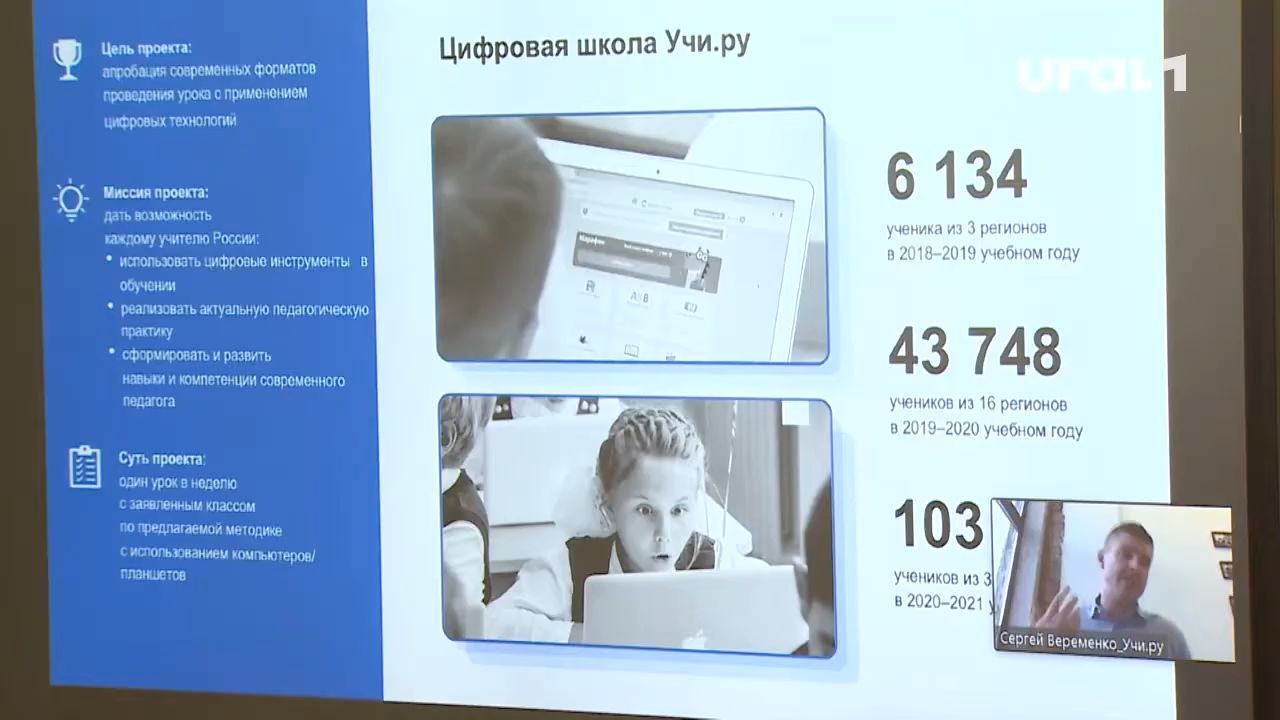 Цель проекта:
апробация современных форматов
проведения урока с применением
цифровых технологий
Миссия проекта:
дать возможность
каждому учителю России:
• использовать цифровые инструменты в
обучении
• реализовать актуальную педагогическую
практику
• сформировать и развить
навыки и компетенции современного
педагога
Суть проекта:
один урок в неделю
с заявленным классом
по предлагаемой методике
с использованием компьютеров/
планшетов
Цифровая школа Учи.ру
Марафон
ural 1
6 134
ученика из 3 регионов
в 2018–2019 учебном году
43 748
учеников из 16 регионов
в 2019–2020 учебном году
103
учеников из 3
в 2020–2021
Сергей Веременко_Учи.ру